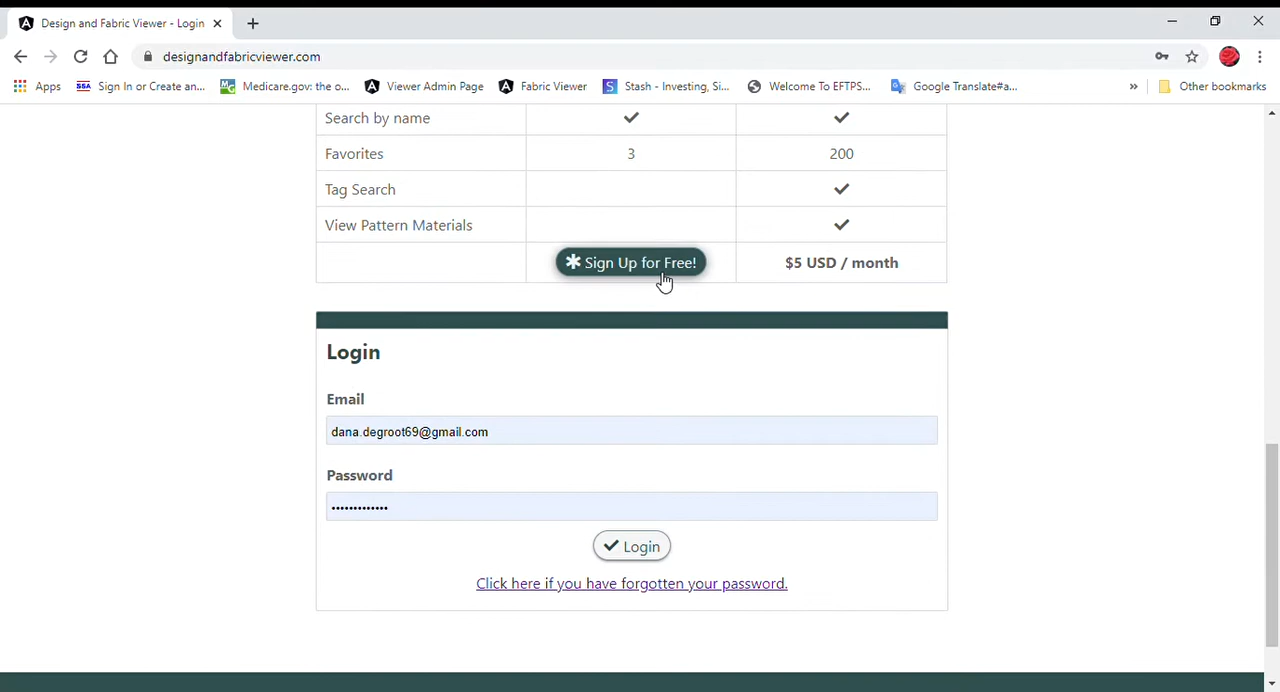 Design and Fabric Viewer - Login
designandfabricviewer.com
Apps
SSA Sign In or Create an...
MG Medicare.gov: the o...
Viewer Admin Page
Fabric Viewer
S Stash - Investing, Si...
Welcome To EFTPS...
Google Translate#a...
»
Other bookmarks
Search by name
Favorites 3 200
Tag Search
View Pattern Materials
Sign Up for Free! $5 USD / month
Login
Email
dana.degroot69@gmail.com
Password
•••••••••••••
Login
Click here if you have forgotten your password.